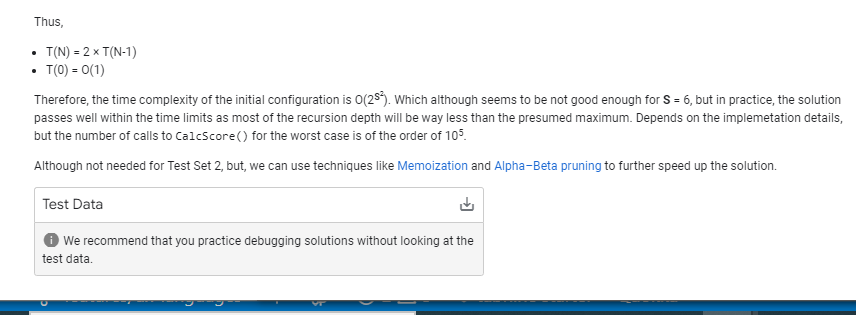 Thus,
• T(N) = 2 × T(N-1)
• T(0) = O(1)
Therefore, the time complexity of the initial configuration is O(2^S²). Which although seems to be not good enough for S = 6, but in practice, the solution
passes well within the time limits as most of the recursion depth will be way less than the presumed maximum. Depends on the implemetation details,
but the number of calls to CalcScore() for the worst case is of the order of 10⁵.
Although not needed for Test Set 2, but, we can use techniques like Memoization and Alpha–Beta pruning to further speed up the solution.
Test Data
We recommend that you practice debugging solutions without looking at the
test data.